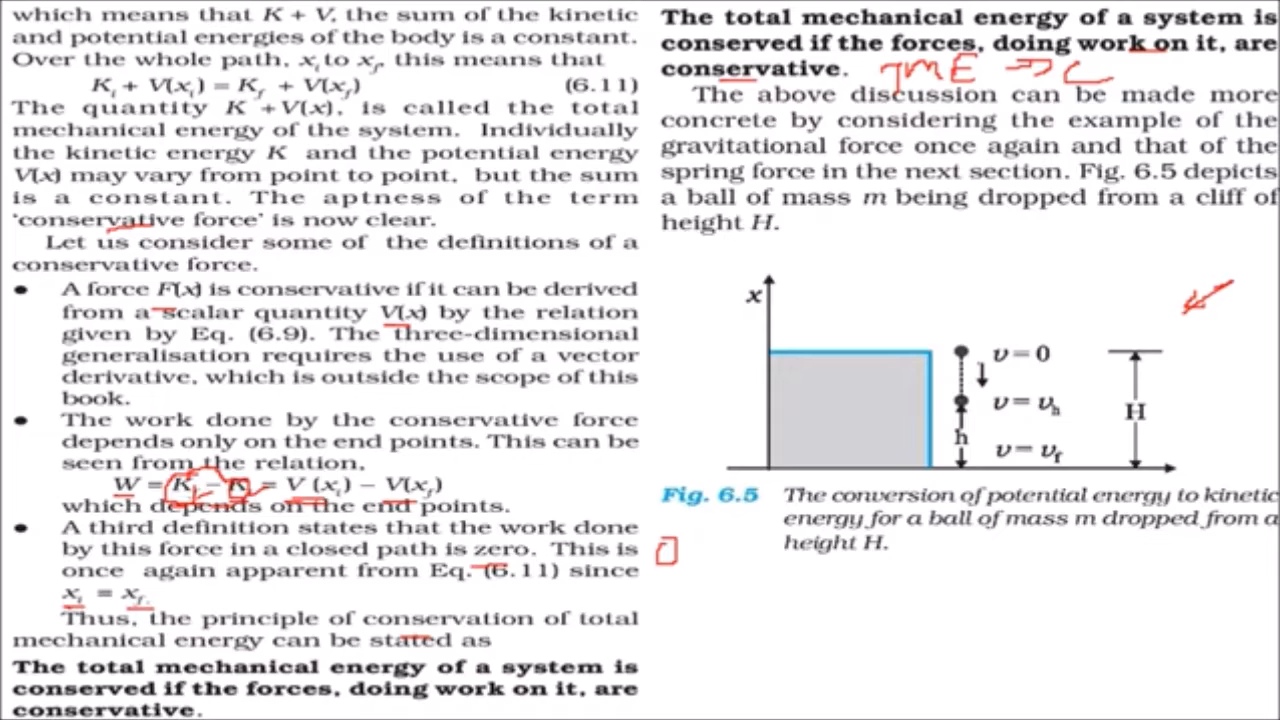 which means that K + V, the sum of the kinetic
and potential energies of the body is a constant.
Over the whole path, xi to xf, this means that
Ki + V(xi) = Kf + V(xf) (6.11)
The quantity K +V(x), is called the total
mechanical energy of the system. Individually
the kinetic energy K and the potential energy
V(x) may vary from point to point, but the sum
is a constant. The aptness of the term
'conservative force' is now clear.
Let us consider some of the definitions of a
conservative force.
• A force F(x) is conservative if it can be derived
from a scalar quantity V(x) by the relation
given by Eq. (6.9). The three-dimensional
generalisation requires the use of a vector
derivative, which is outside the scope of this
book.
• The work done by the conservative force
depends only on the end points. This can be
seen from the relation,
W = K – K = V (xi) – V(xf)
which depends on the end points.
• A third definition states that the work done
by this force in a closed path is zero. This is
once again apparent from Eq. (6.11) since
xi = xf.
Thus, the principle of conservation of total
mechanical energy can be stated as
The total mechanical energy of a system is
conserved if the forces, doing work on it, are
conservative.
The total mechanical energy of a system is
conserved if the forces, doing work on it, are
conservative. TME ⇒ C
The above discussion can be made more
concrete by considering the example of the
gravitational force once again and that of the
spring force in the next section. Fig. 6.5 depicts
a ball of mass m being dropped from a cliff of
height H.
x
υ = 0
υ = υh
H
h
υ = υf
Fig. 6.5 The conversion of potential energy to kinetic
energy for a ball of mass m dropped from a
height H.